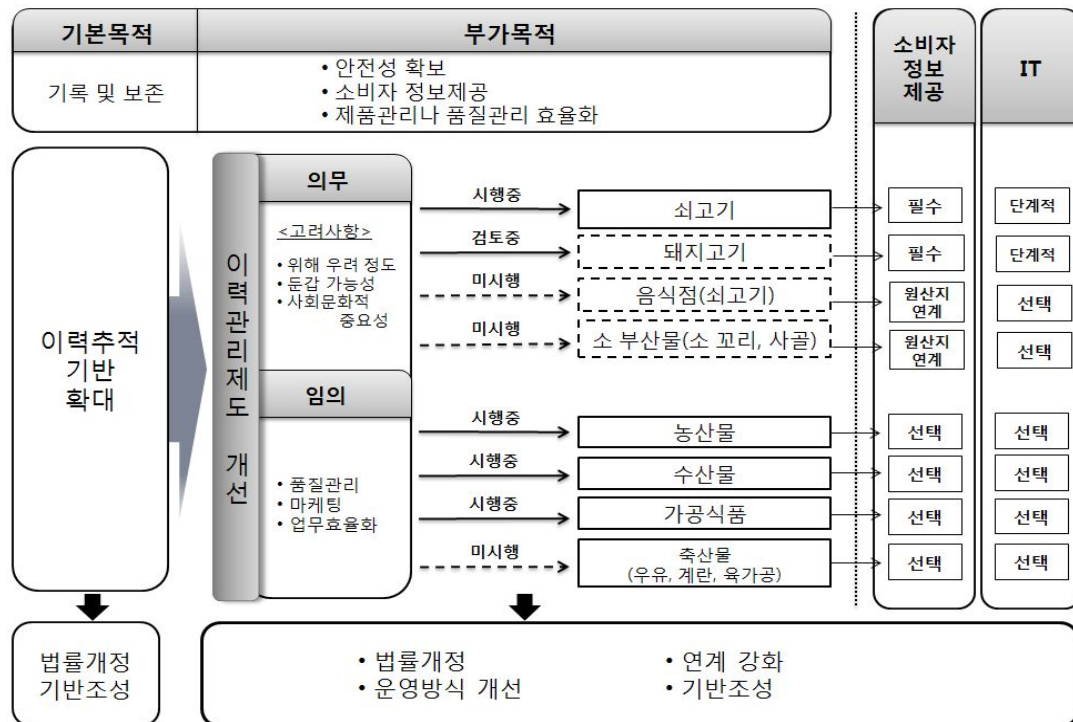 기본목적
부가목적
기록 및 보존
• 안전성 확보
• 소비자 정보제공
• 제품관리나 품질관리 효율화
소비자
정보
제공
IT
이력추적
기반
확대
이력관리제도 개선
의무
<고려사항>
• 위해 우려 정도
• 둔갑 가능성
• 사회문화적
중요성
시행중
쇠고기
필수
단계적
검토중
돼지고기
필수
단계적
미시행
음식점(쇠고기)
원산지
연계
선택
미시행
소 부산물(소 꼬리, 사골)
원산지
연계
선택
임의
• 품질관리
• 마케팅
• 업무효율화
시행중
농산물
선택
선택
시행중
수산물
선택
선택
시행중
가공식품
선택
선택
미시행
축산물
(우유, 계란, 육가공)
선택
선택
법률개정
기반조성
• 법률개정
• 운영방식 개선
• 연계 강화
• 기반조성